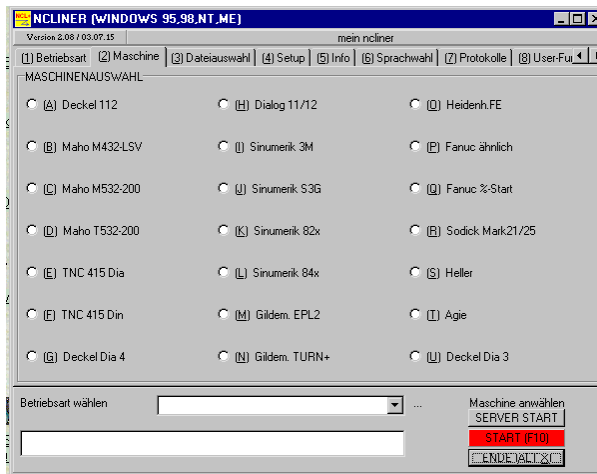 NCL
NCLINER (WINDOWS 95,98,NT,ME)
Version 2.08 / 03.07.15 mein ncliner
(1) Betriebsart (2) Maschine (3) Dateiauswahl (4) Setup (5) Info (6) Sprachwahl (7) Protokolle (8) User-Fu
MASCHINENAUSWAHL
(A) Deckel 112 (H) Dialog 11/12 (O) Heidenh.FE
(B) Maho M432-LSV (I) Sinumerik 3M (P) Fanuc ähnlich
(C) Maho M532-200 (J) Sinumerik S3G (Q) Fanuc %-Start
(D) Maho T532-200 (K) Sinumerik 82x (R) Sodick Mark21/25
(E) TNC 415 Dia (L) Sinumerik 84x (S) Heller
(F) TNC 415 Din (M) Gildem. EPL2 (T) Agie
(G) Deckel Dia 4 (N) Gildem. TURN+ (U) Deckel Dia 3
Betriebsart wählen ... Maschine anwählen
SERVER START
START (F10)
ENDE(ALT X)